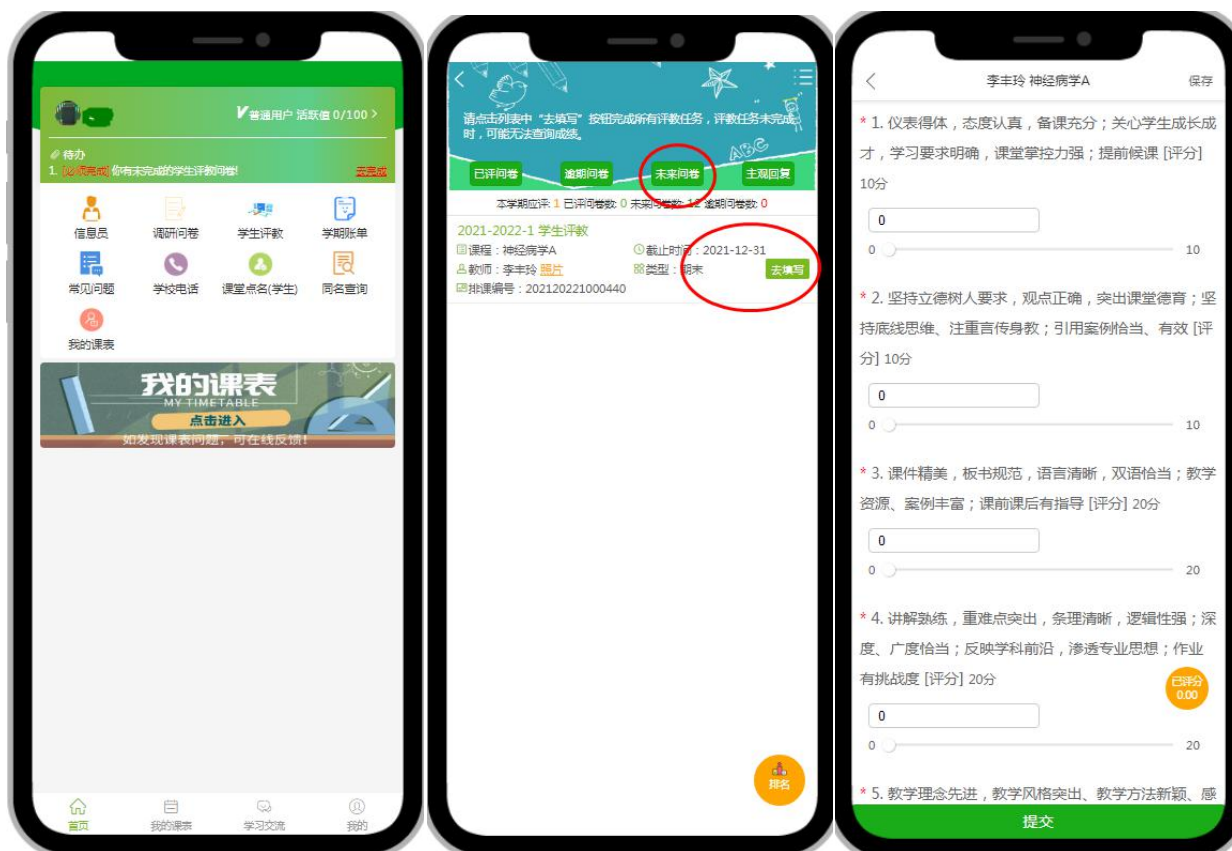 V 普通用户 活跃值 0/100 >
待办
1. [必须完成] 你有未完成的学生评教问卷! 去完成
信息员 调研问卷 学生评教 学期账单
常见问题 学校电话 课堂点名(学生) 同名查询
我的课表
我的课表
MY TIMETABLE
点击进入
如发现课表问题，可在线反馈!
首页 我的课表 学习交流 我的
请点击列表中“去填写”按钮完成所有评教任务，评教任务未完成
时，可能无法查询成绩。
ABC
已评问卷 逾期问卷 未来问卷 主观回复
本学期应评: 1 已评问卷数: 0 未来问卷数: 12 逾期问卷数: 0
2021-2022-1 学生评教
课程：神经病学A 截止时间：2021-12-31
教师：李丰玲 照片 类型：期末 去填写
排课编号：202120221000440
排名
李丰玲 神经病学A 保存
* 1. 仪表得体，态度认真，备课充分；关心学生成长成
才，学习要求明确，课堂掌控力强；提前候课 [评分]
10分
0
0 10
* 2. 坚持立德树人要求，观点正确，突出课堂德育；坚
持底线思维、注重言传身教；引用案例恰当、有效 [评
分] 10分
0
0 10
* 3. 课件精美，板书规范，语言清晰，双语恰当；教学
资源、案例丰富；课前课后有指导 [评分] 20分
0
0 20
* 4. 讲解熟练，重难点突出，条理清晰，逻辑性强；深
度、广度恰当；反映学科前沿，渗透专业思想；作业
有挑战度 [评分] 20分
已评分
0.00
0
0 20
* 5. 教学理念先进，教学风格突出、教学方法新颖、感
提交